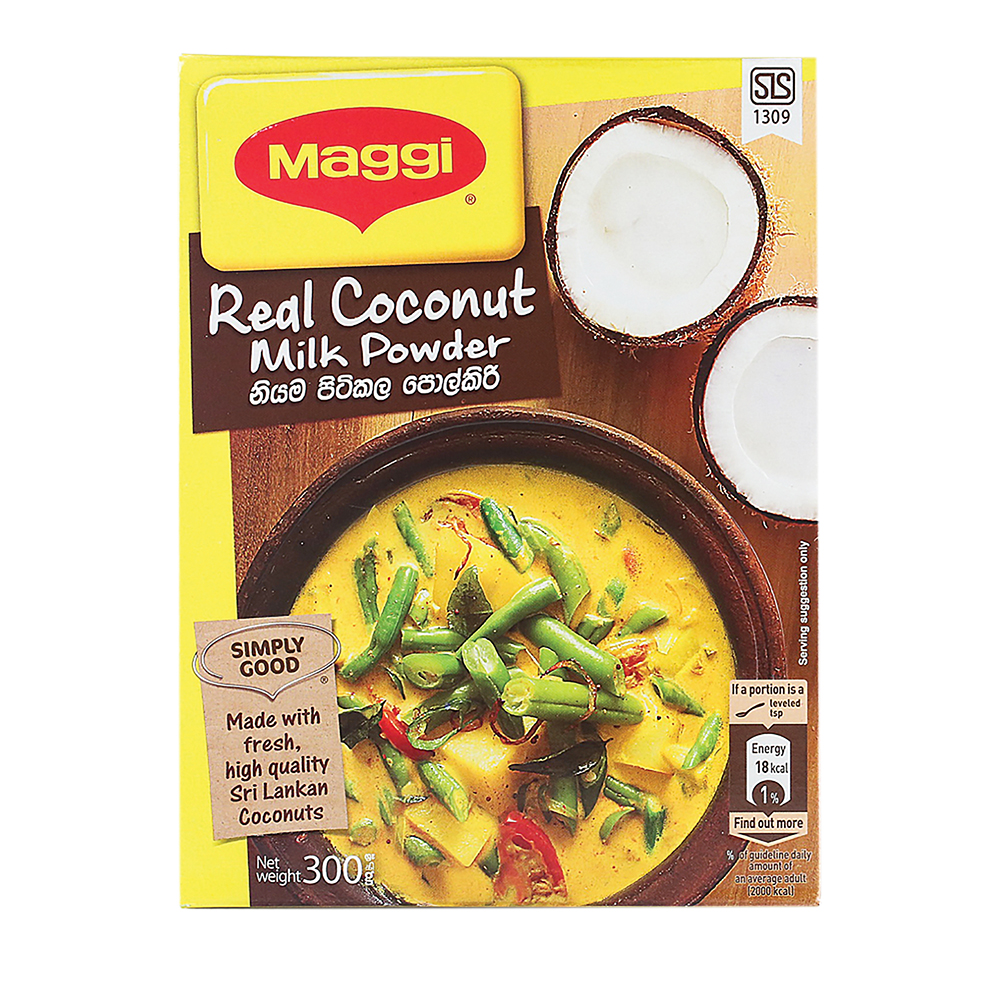 Maggi
®
SLS
1309
Real Coconut
Milk Powder
නියම පිටිකල පොල්කිරි
SIMPLY
GOOD
®
Made with
fresh,
high quality
Sri Lankan
Coconuts
Serving suggestion only
If a portion is a
leveled
tsp
Energy
18 kcal
1%
Find out more
% of guideline daily
amount of
an average adult
(2000 kcal)
Net
weight 300